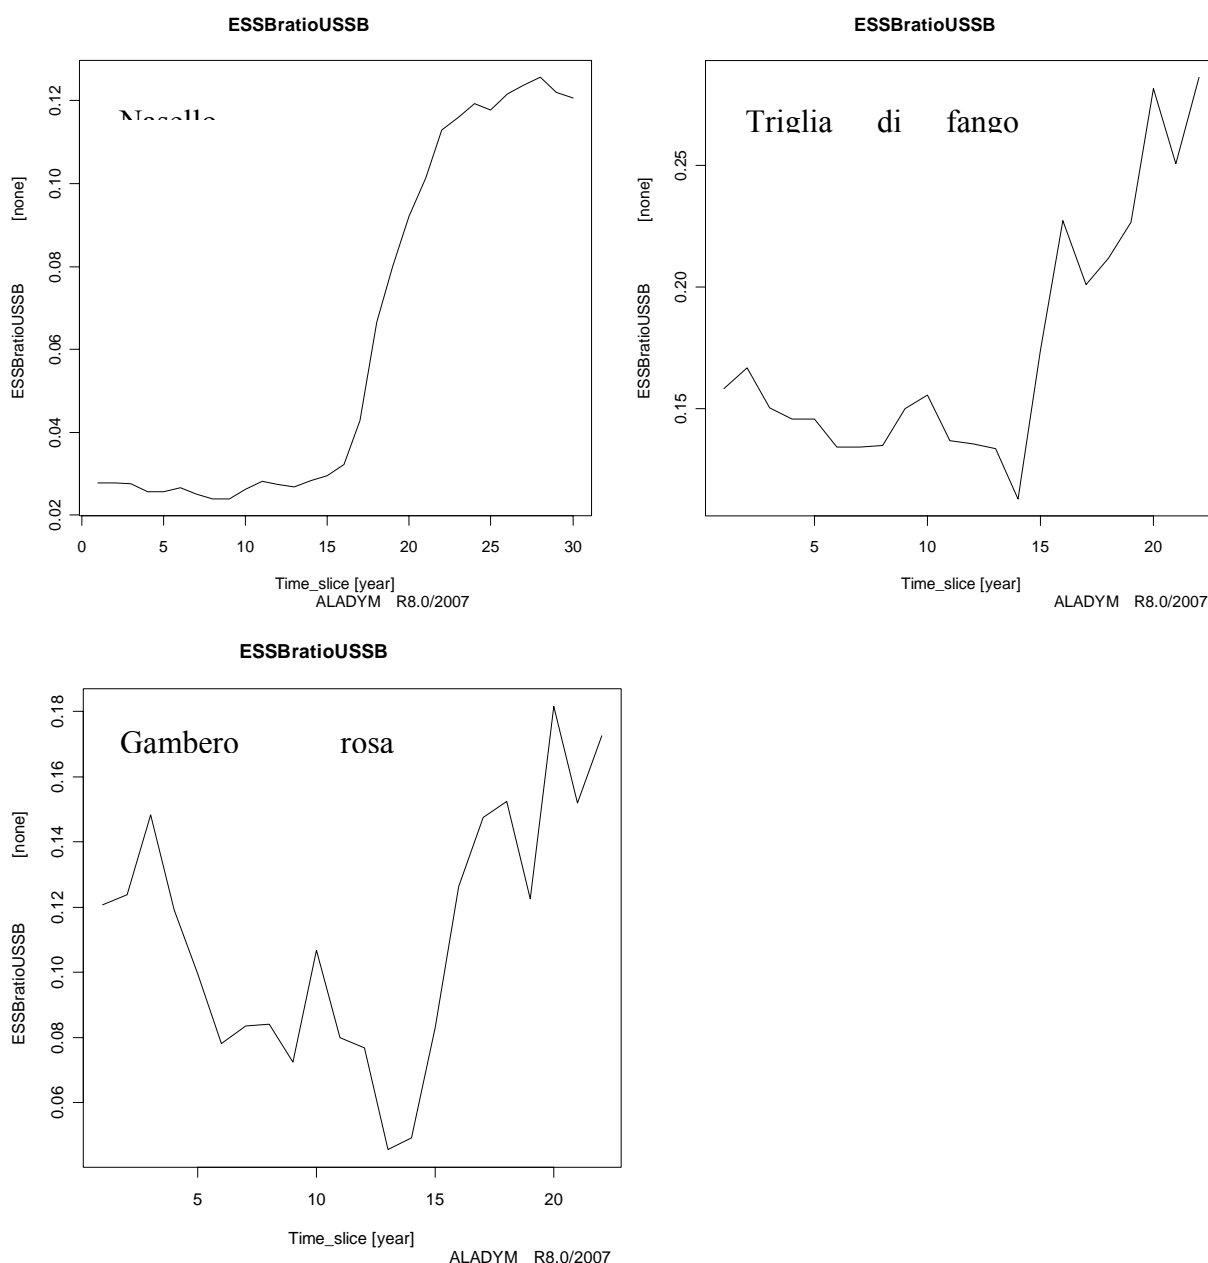 ESSBratioUSSB
ESSBratioUSSB [none]
0.02 0.04 0.06 0.08 0.10 0.12
Nasello
0 5 10 15 20 25 30
Time_slice [year]
ALADYM R8.0/2007
ESSBratioUSSB
ESSBratioUSSB [none]
0.15 0.20 0.25
Triglia di fango
5 10 15 20
Time_slice [year]
ALADYM R8.0/2007
ESSBratioUSSB
ESSBratioUSSB [none]
0.06 0.08 0.10 0.12 0.14 0.16 0.18
Gambero rosa
5 10 15 20
Time_slice [year]
ALADYM R8.0/2007